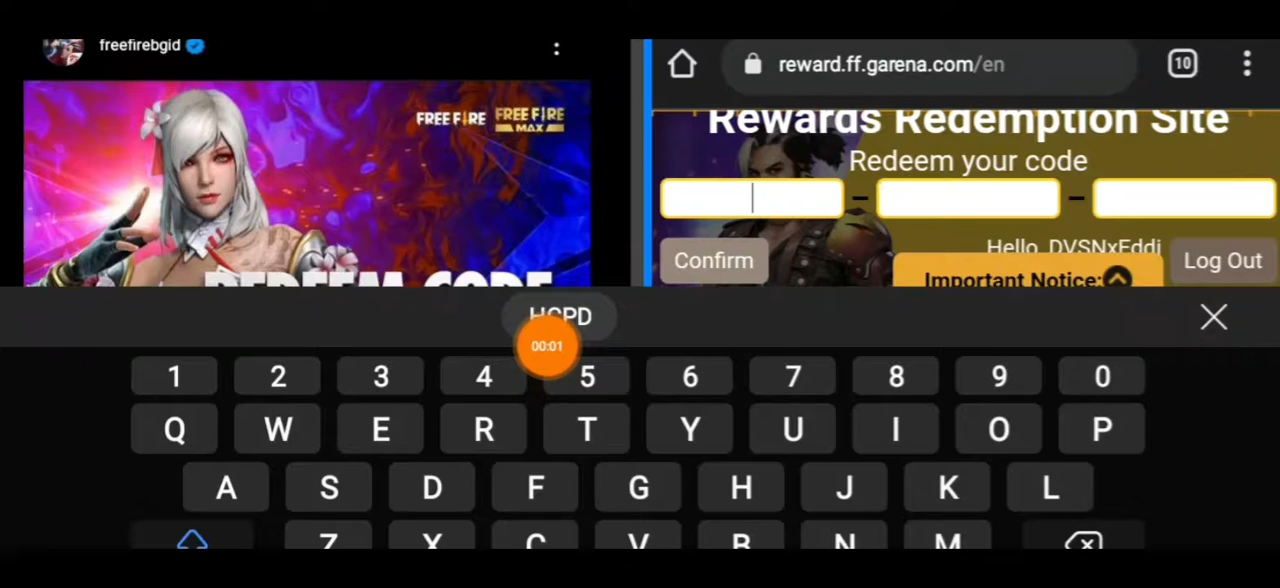 freefirebgid
FREE FIRE FREE FIRE
MAX
REDEEM CODE
10
reward.ff.garena.com/en
Rewards Redemption Site
Redeem your code
– –
Hello, DVSNxEddi
Confirm
Important Notice:
Log Out
HCPD
00:01
1 2 3 4 5 6 7 8 9 0
Q W E R T Y U I O P
A S D F G H J K L
Z X C V B N M